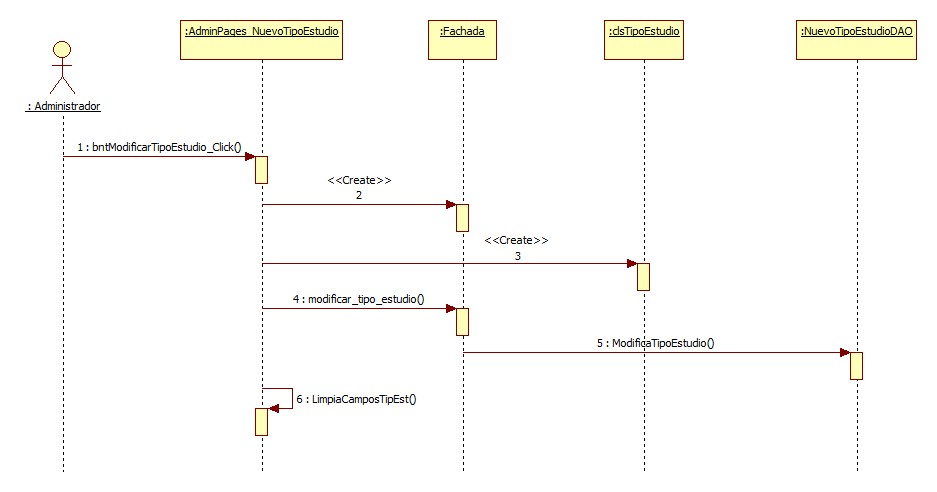 :AdminPages_NuevoTipoEstudio
:Fachada
:clsTipoEstudio
:NuevoTipoEstudioDAO
: Administrador
1 : bntModificarTipoEstudio_Click()
<<Create>>
2
<<Create>>
3
4 : modificar_tipo_estudio()
5 : ModificaTipoEstudio()
6 : LimpiaCamposTipEst()